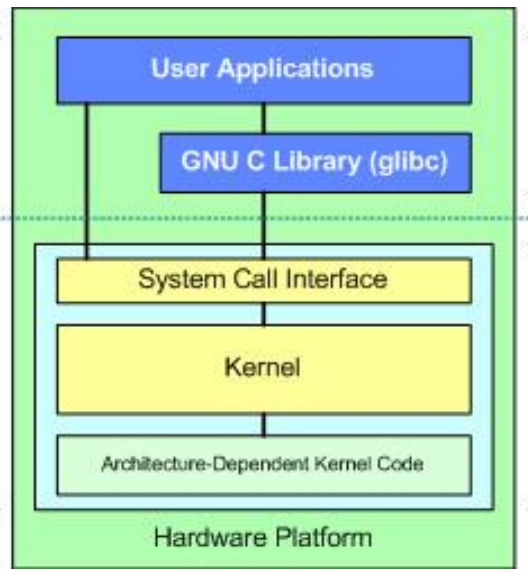 User Applications
GNU C Library (glibc)
System Call Interface
Kernel
Architecture-Dependent Kernel Code
Hardware Platform